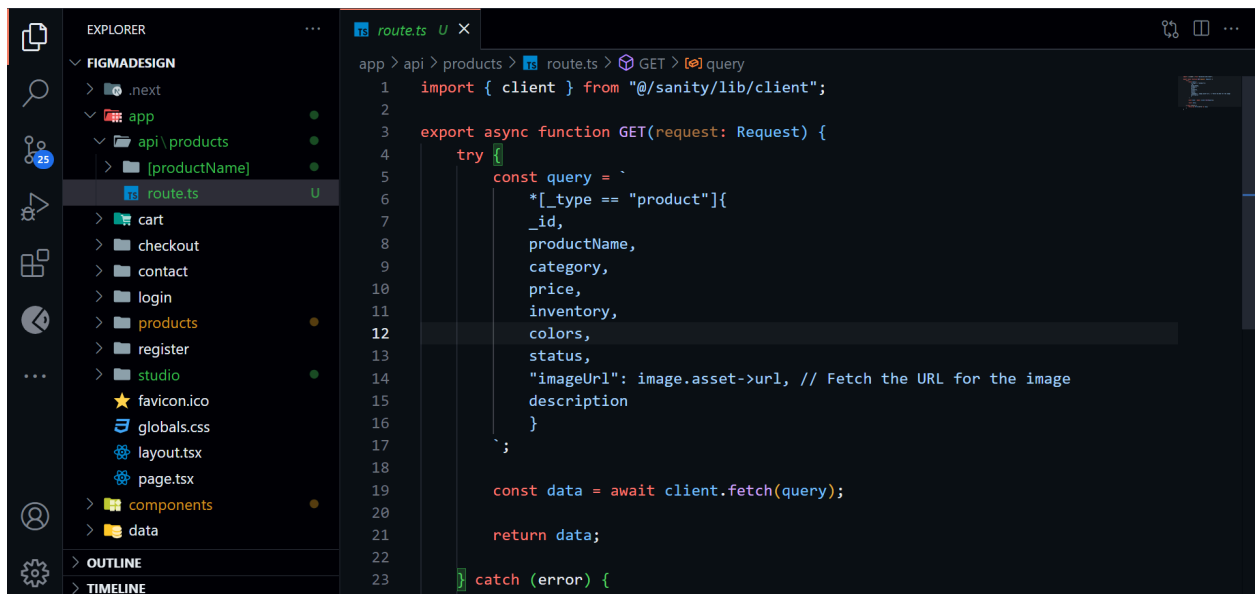 EXPLORER
···
FIGMADESIGN
.next
app
api\products
[productName]
route.ts U
cart
checkout
contact
login
products
register
studio
favicon.ico
globals.css
layout.tsx
page.tsx
components
data
OUTLINE
TIMELINE
25
TS route.ts U ×
app > api > products > TS route.ts > GET > query
1 import { client } from "@/sanity/lib/client";
2
3 export async function GET(request: Request) {
4 try {
5 const query = `
6 *[_type == "product"]{
7 _id,
8 productName,
9 category,
10 price,
11 inventory,
12 colors,
13 status,
14 "imageUrl": image.asset->url, // Fetch the URL for the image
15 description
16 }
17 `;
18
19 const data = await client.fetch(query);
20
21 return data;
22
23 } catch (error) {